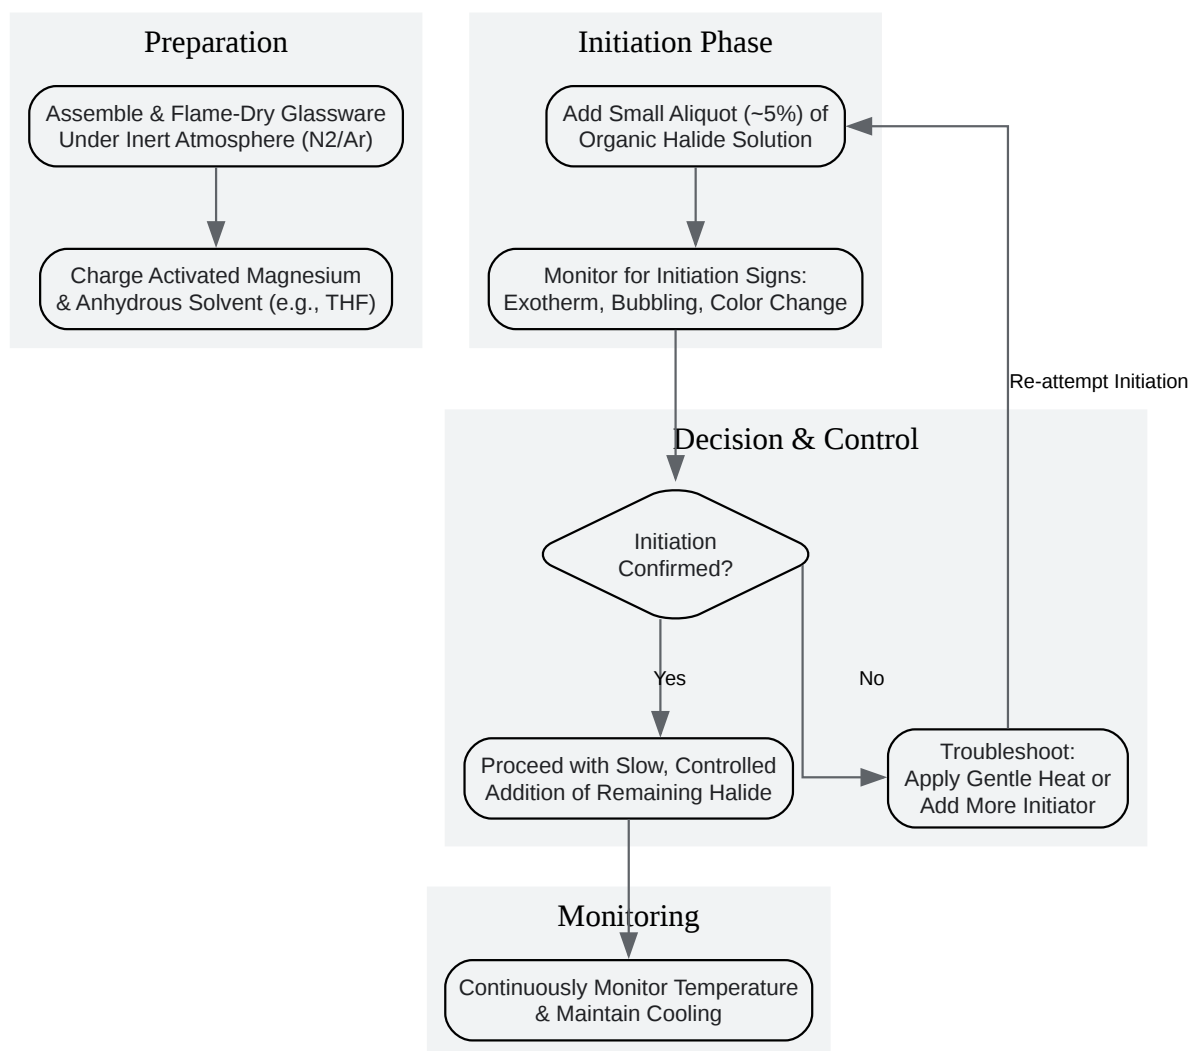 Preparation
Assemble & Flame-Dry Glassware
Under Inert Atmosphere (N2/Ar)
Charge Activated Magnesium
& Anhydrous Solvent (e.g., THF)
Initiation Phase
Add Small Aliquot (~5%) of
Organic Halide Solution
Monitor for Initiation Signs:
Exotherm, Bubbling, Color Change
Re-attempt Initiation
Decision & Control
Initiation
Confirmed?
Yes
No
Proceed with Slow, Controlled
Addition of Remaining Halide
Troubleshoot:
Apply Gentle Heat or
Add More Initiator
Monitoring
Continuously Monitor Temperature
& Maintain Cooling